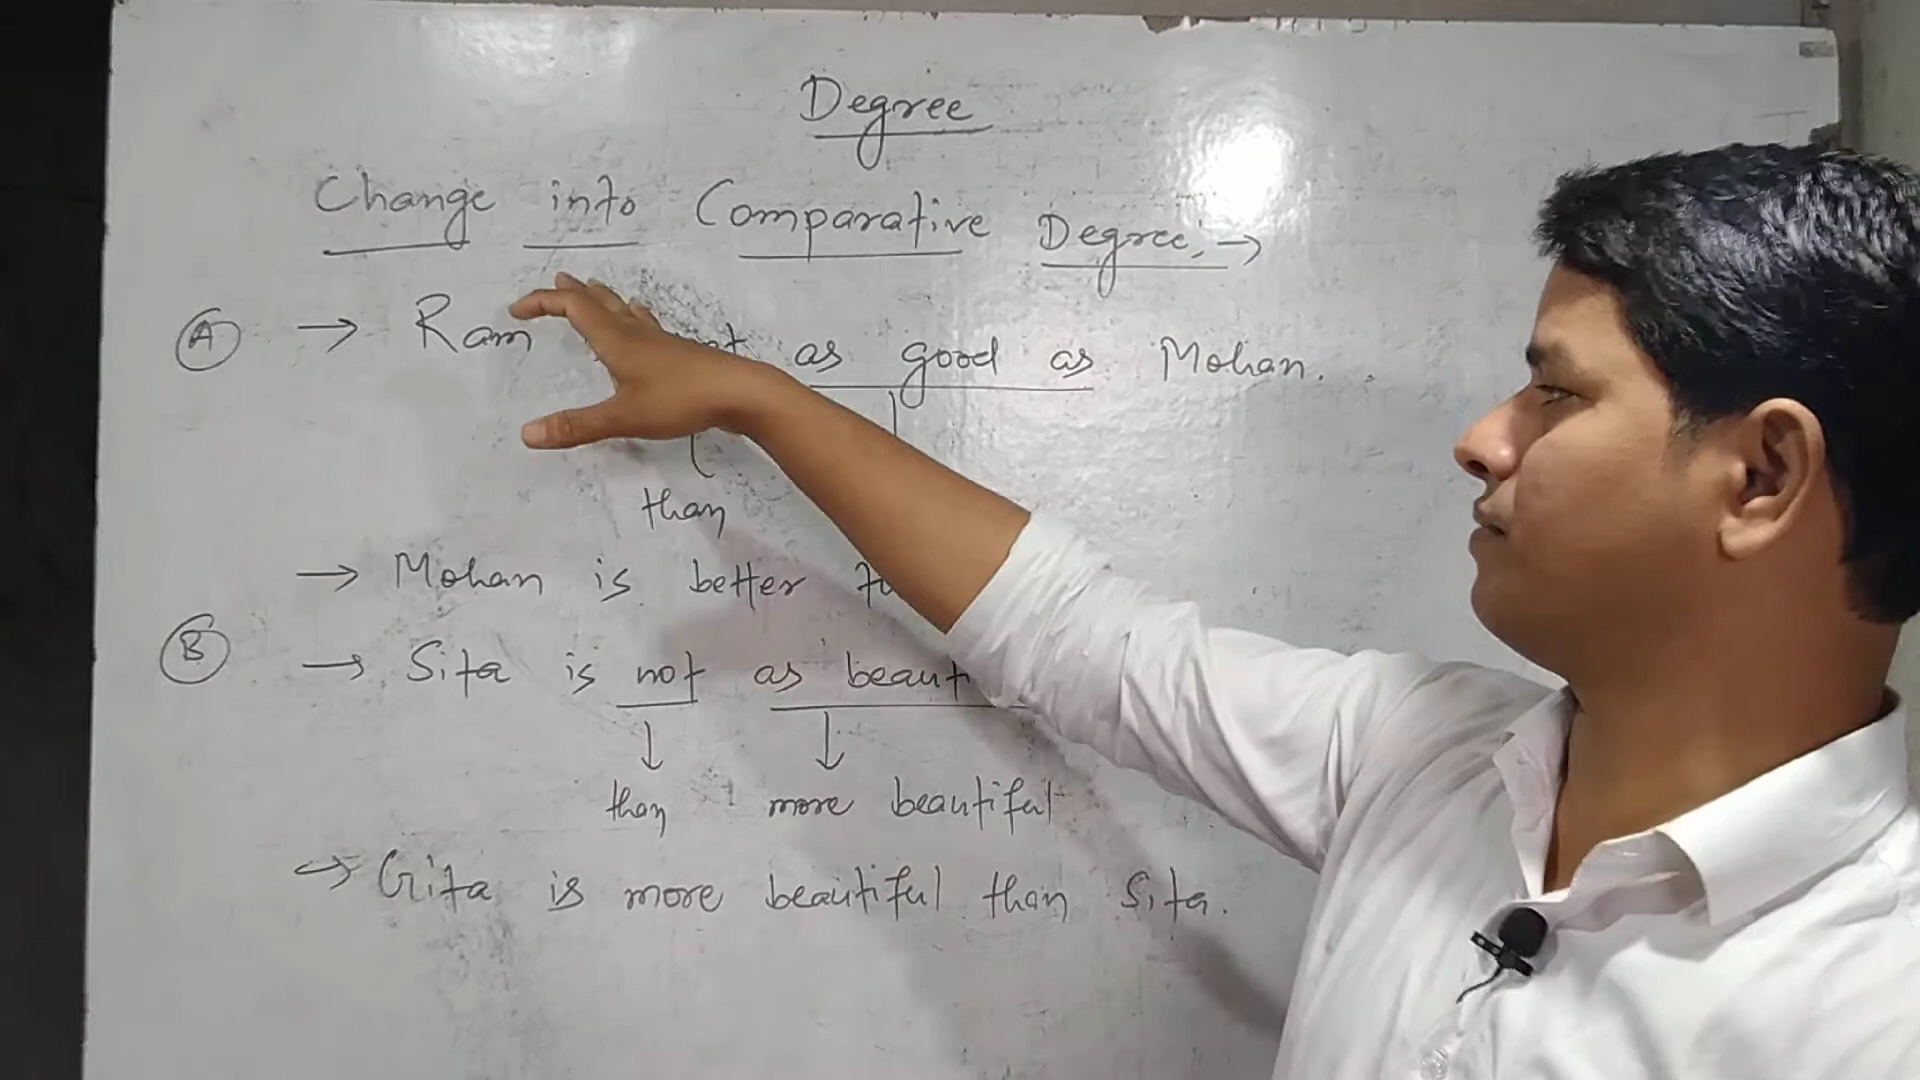 Degree
Change into Comparative Degree,→
A → Ram as good as Mohan.
than
→ Mohan is better
B → Sita is not as
than more beautiful
→ Gita is more beautiful than Sita.